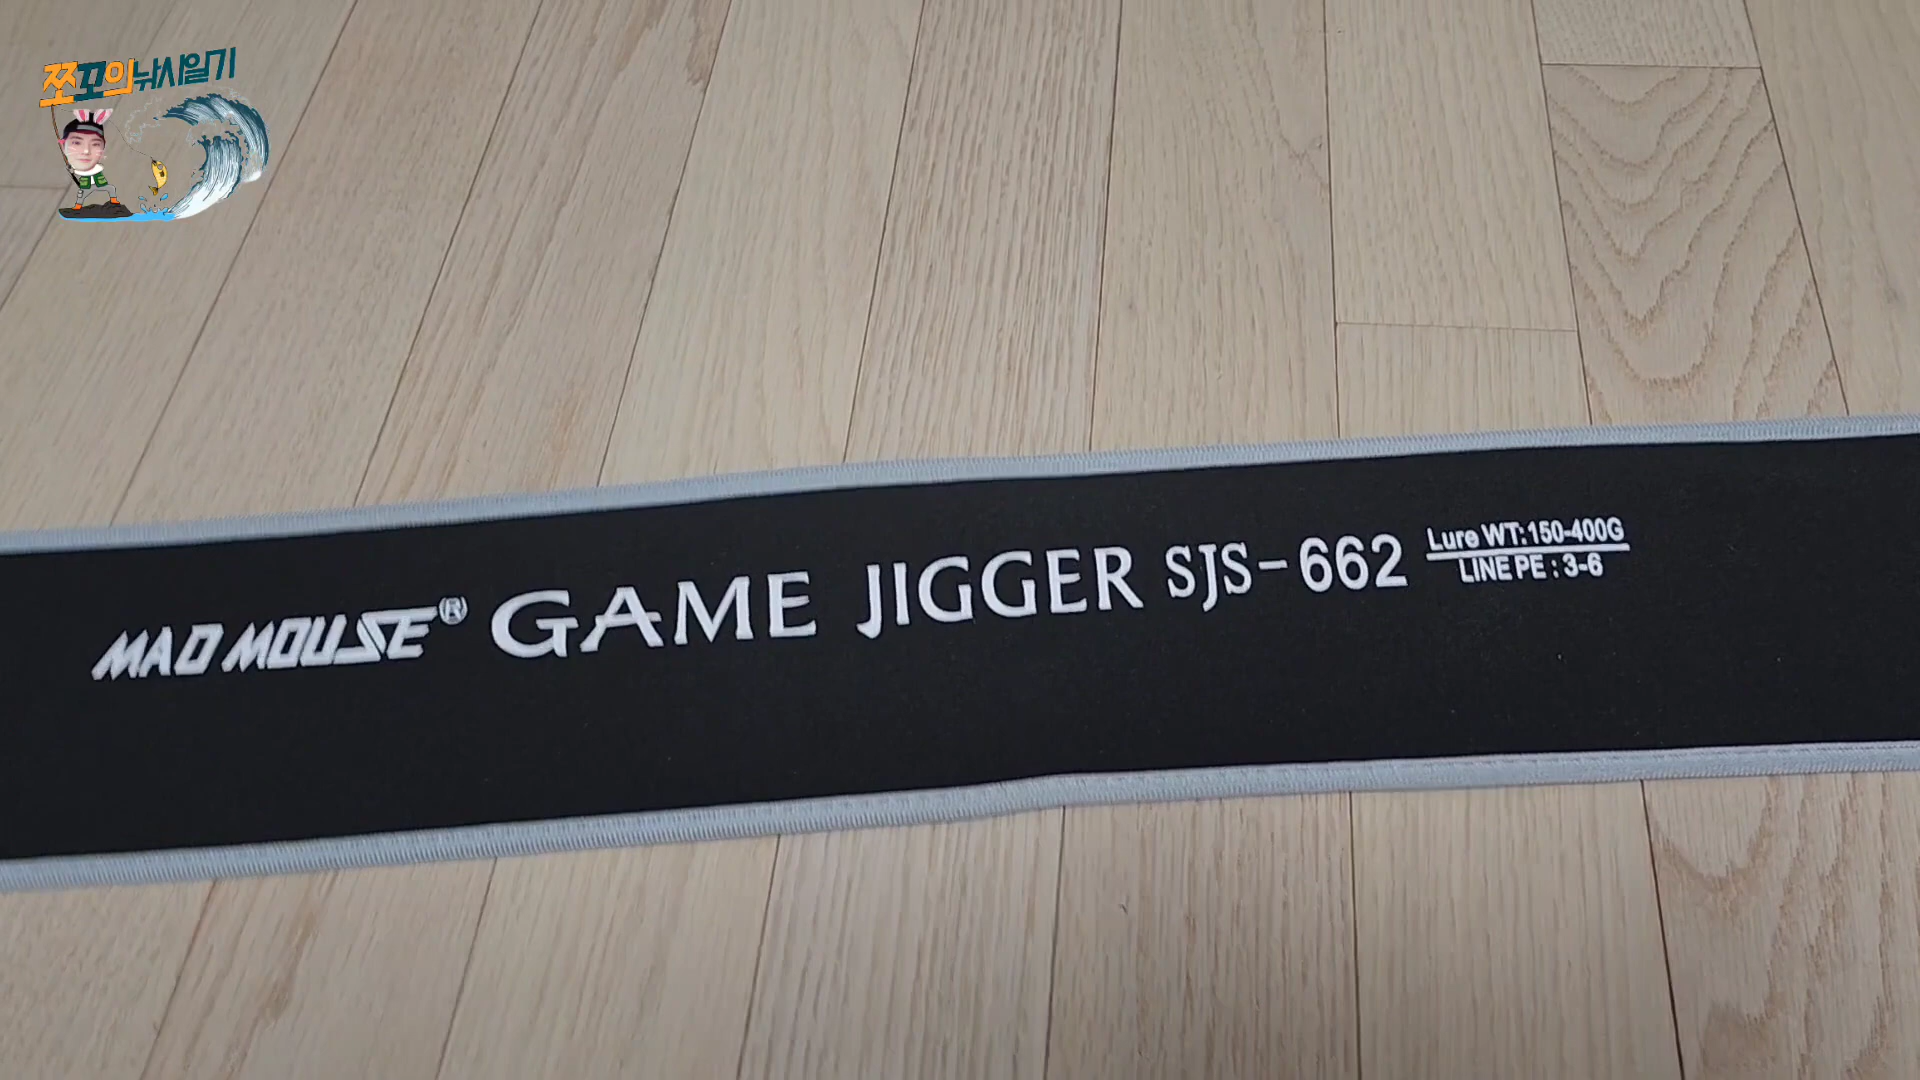 쪼꼬의낚시일기
MAD MOUSE® GAME JIGGER SJS-662
Lure WT:150-400G
LINE PE : 3-6